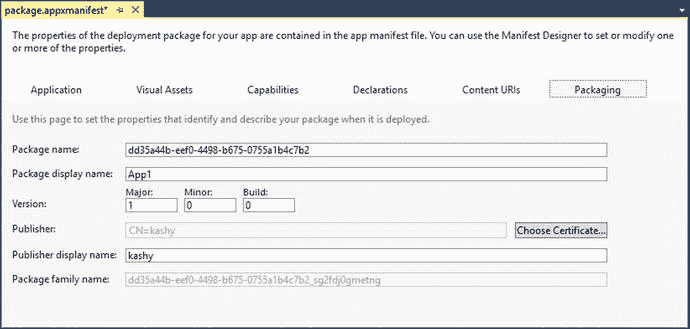 package.appxmanifest*
The properties of the deployment package for your app are contained in the app manifest file. You can use the Manifest Designer to set or modify one
or more of the properties.
Application Visual Assets Capabilities Declarations Content URIs Packaging
Use this page to set the properties that identify and describe your package when it is deployed.
Package name: dd35a44b-eef0-4498-b675-0755a1b4c7b2
Package display name: App1
Major: Minor: Build:
Version: 1 0 0
Publisher: CN=kashy Choose Certificate...
Publisher display name: kashy
Package family name: dd35a44b-eef0-4498-b675-0755a1b4c7b2_sg2fdj0gmetng